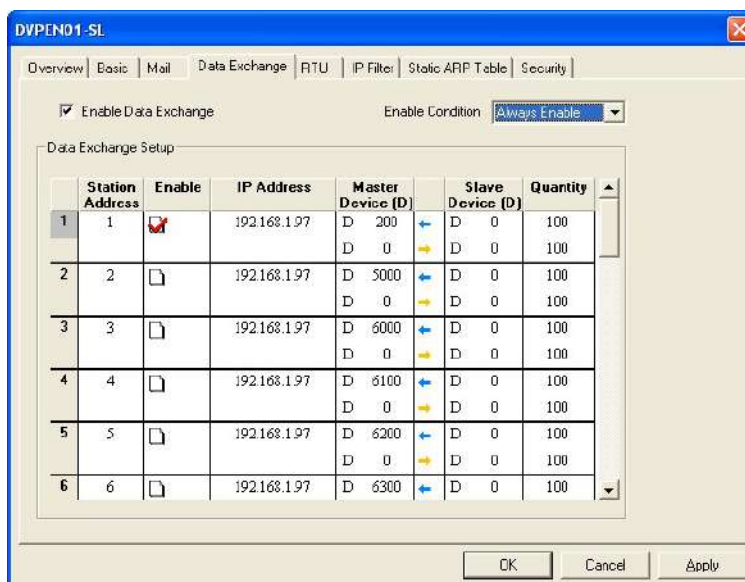 DVPEN01-SL
Overview Basic Mail Data Exchange RTU IP Filter Static ARP Table Security
Enable Data Exchange Enable Condition Always Enable
Data Exchange Setup
Station Address Enable IP Address Master Device (D) Slave Device (D) Quantity
1 1 192.168.1.97 D 200 D 0 100
D 0 D 0 100
2 2 192.168.1.97 D 5000 D 0 100
D 0 D 0 100
3 3 192.168.1.97 D 6000 D 0 100
D 0 D 0 100
4 4 192.168.1.97 D 6100 D 0 100
D 0 D 0 100
5 5 192.168.1.97 D 6200 D 0 100
D 0 D 0 100
6 6 192.168.1.97 D 6300 D 0 100
OK Cancel Apply